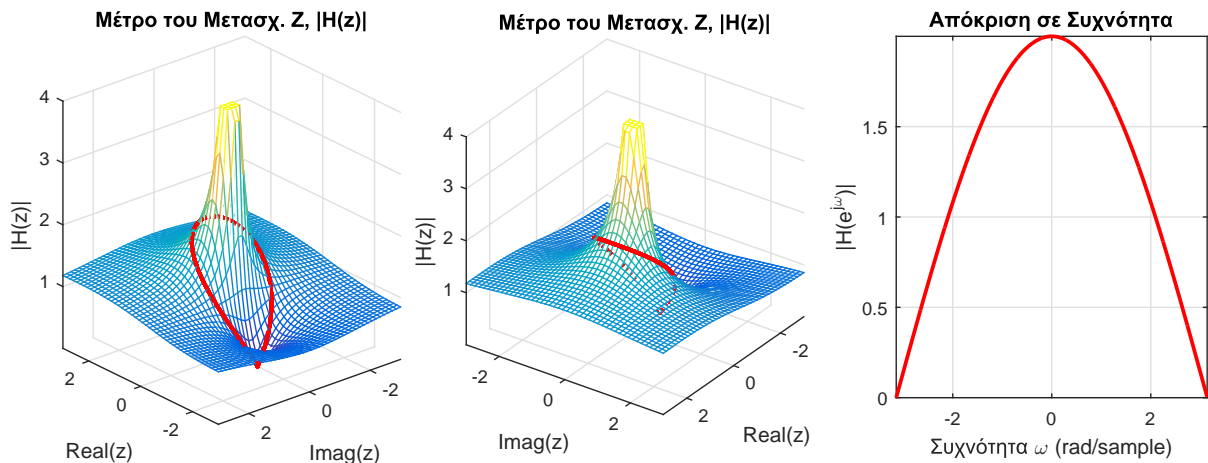 Μέτρο του Μετασχ. Ζ, |H(z)|
4
3
2
1
|H(z)|
2
0
-2
Real(z)
2
0
-2
Imag(z)
Μέτρο του Μετασχ. Ζ, |H(z)|
4
3
2
1
|H(z)|
-2
0
2
Imag(z)
2
0
-2
Real(z)
Απόκριση σε Συχνότητα
1.5
1
0.5
0
|H(e^{jω})|
-2
0
2
Συχνότητα ω (rad/sample)